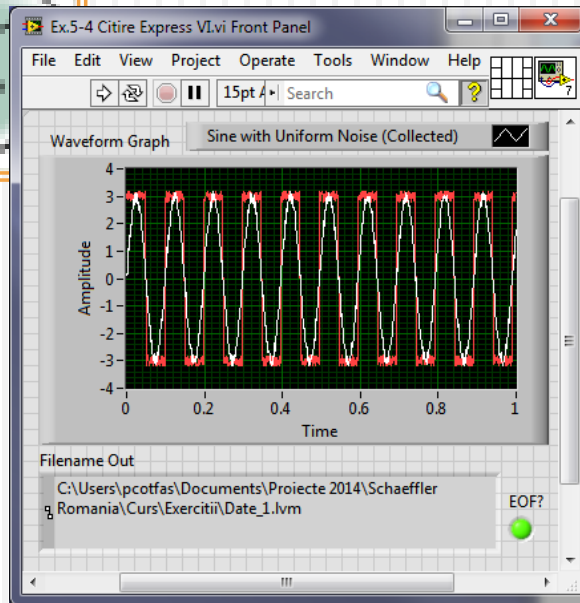 Ex.5-4 Citire Express VI.vi Front Panel
File Edit View Project Operate Tools Window Help
15pt Search
7
Waveform Graph
Sine with Uniform Noise (Collected)
4
3
2
1
0
-1
-2
-3
-4
Amplitude
0 0.2 0.4 0.6 0.8 1
Time
Filename Out
C:\Users\pcotfas\Documents\Proiecte 2014\Schaeffler
Romania\Curs\Exercitii\Date_1.lvm
EOF?